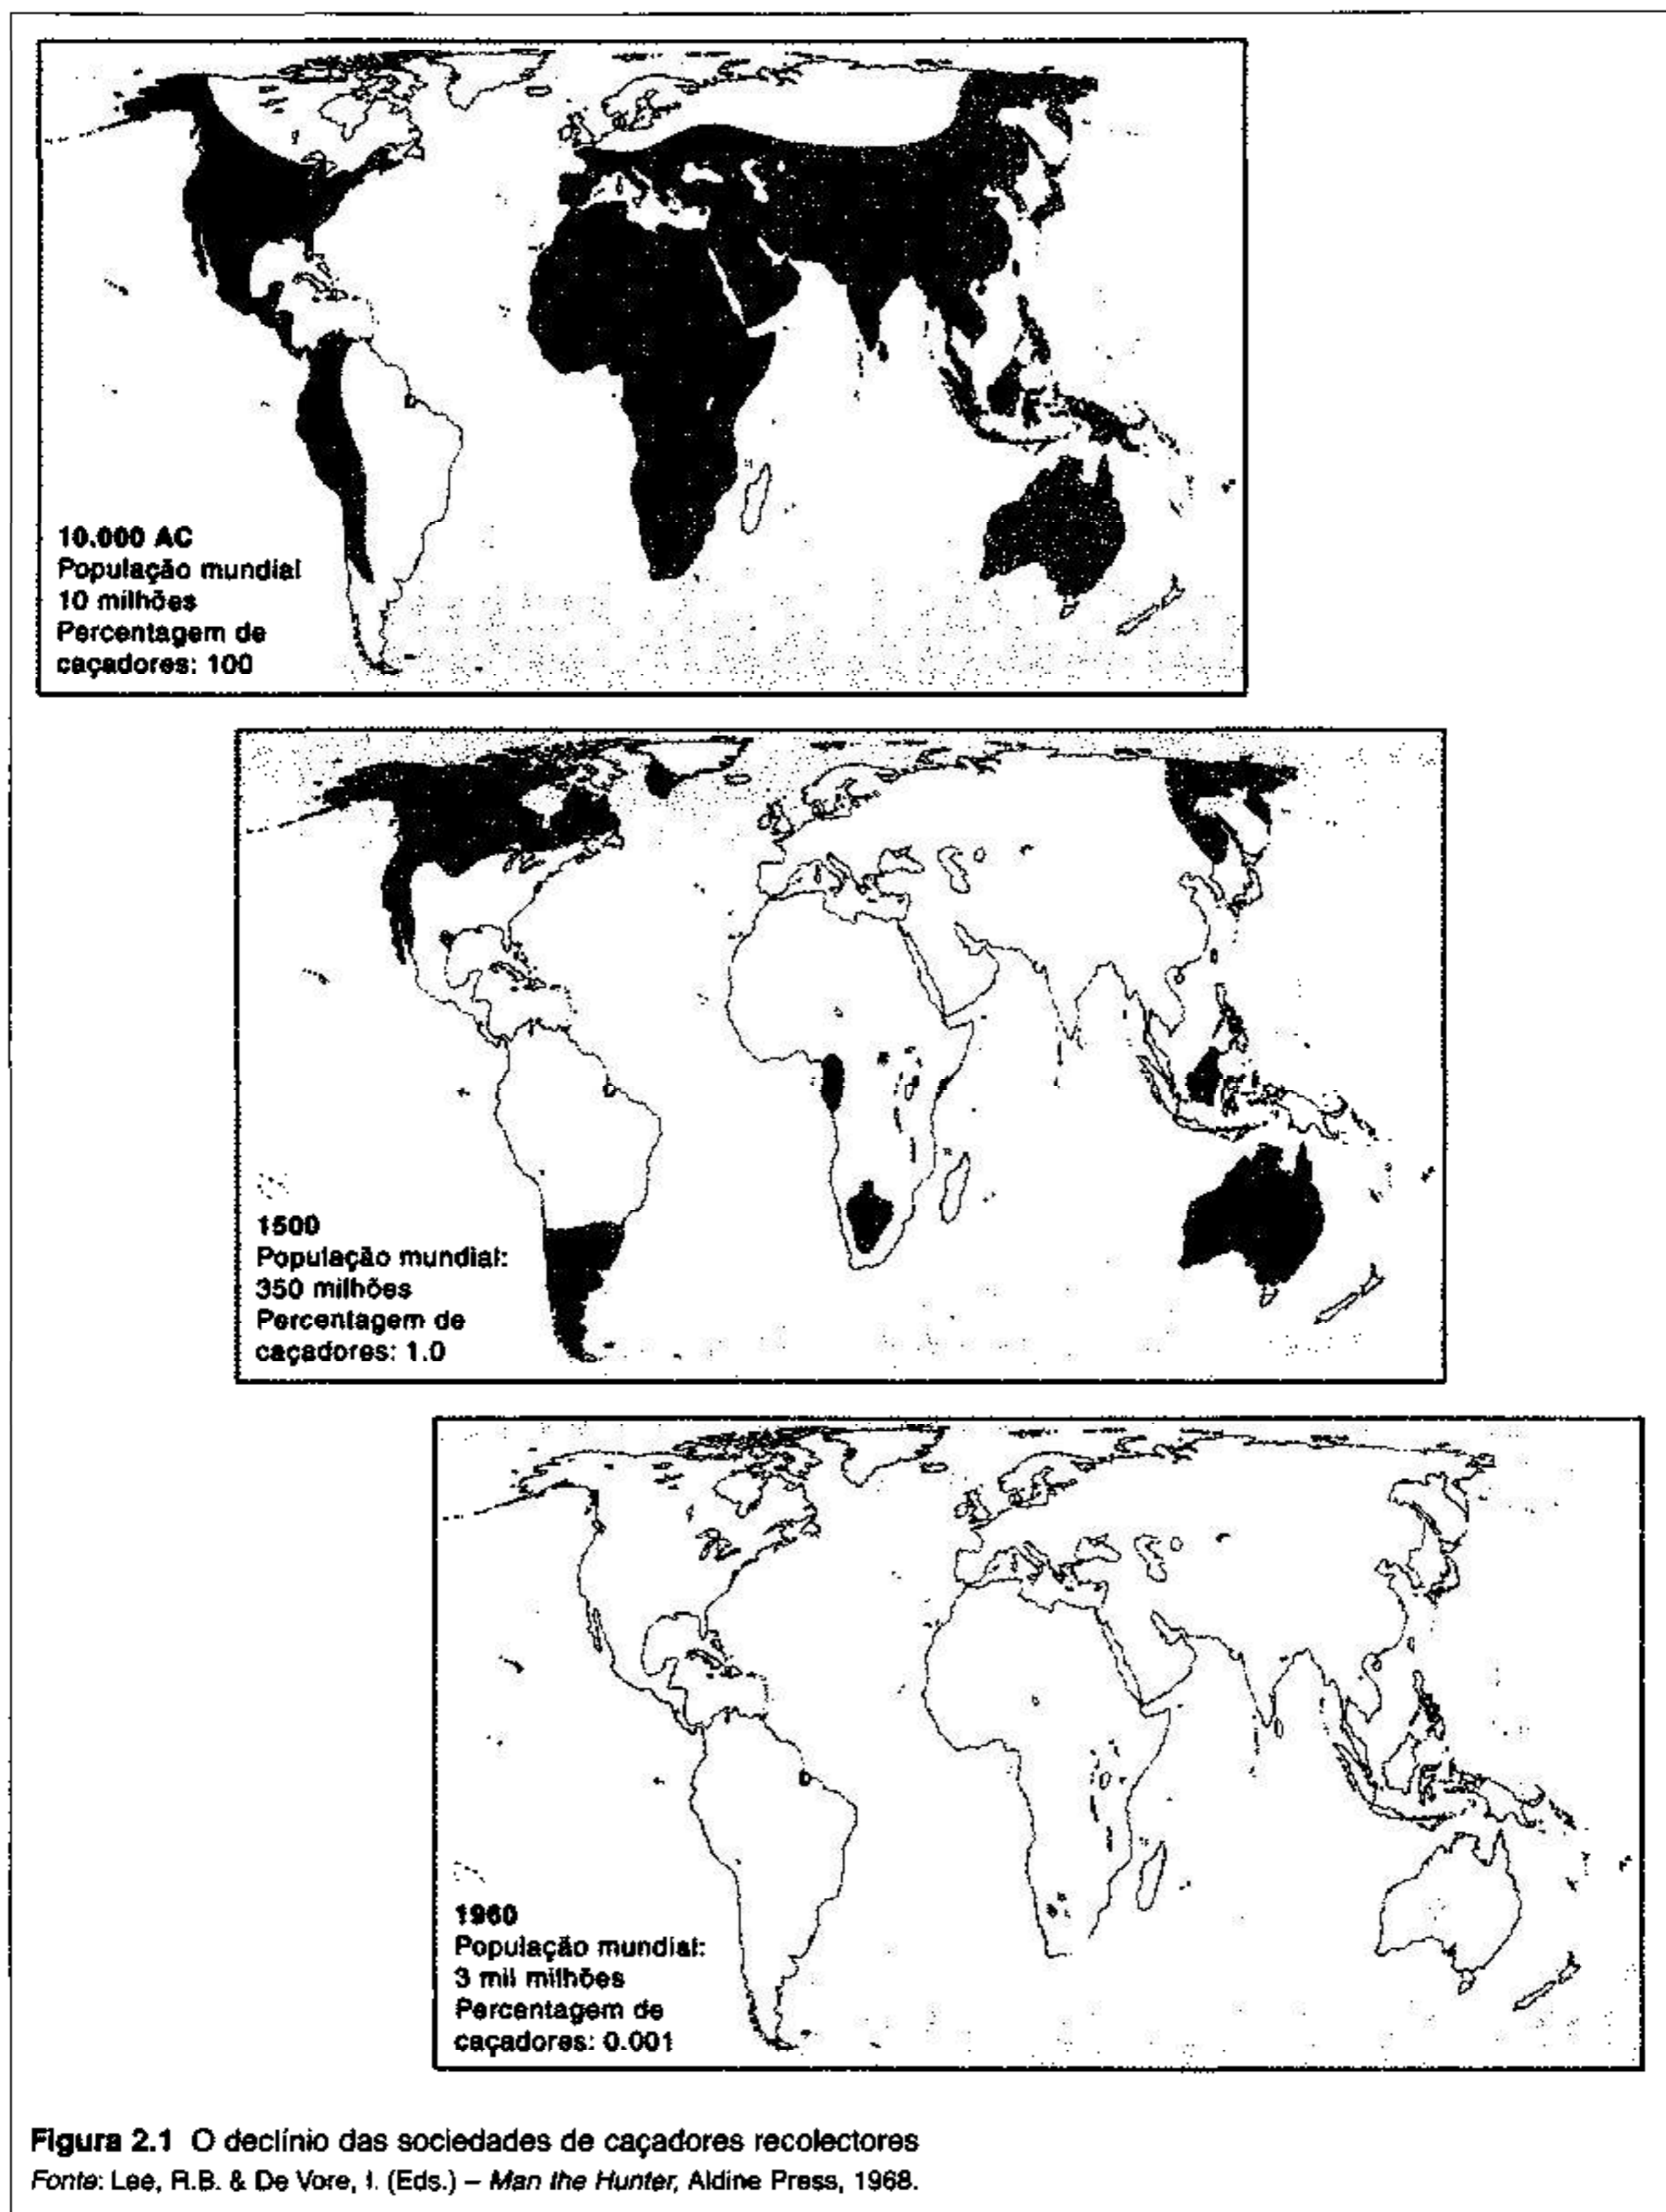 10.000 AC
População mundial
10 milhões
Percentagem de
caçadores: 100
1500
População mundial:
350 milhões
Percentagem de
caçadores: 1.0
1960
População mundial:
3 mil milhões
Percentagem de
caçadores: 0.001
Figura 2.1 O declínio das sociedades de caçadores recolectores
Fonte: Lee, R.B. & De Vore, I. (Eds.) – Man the Hunter, Aldine Press, 1968.